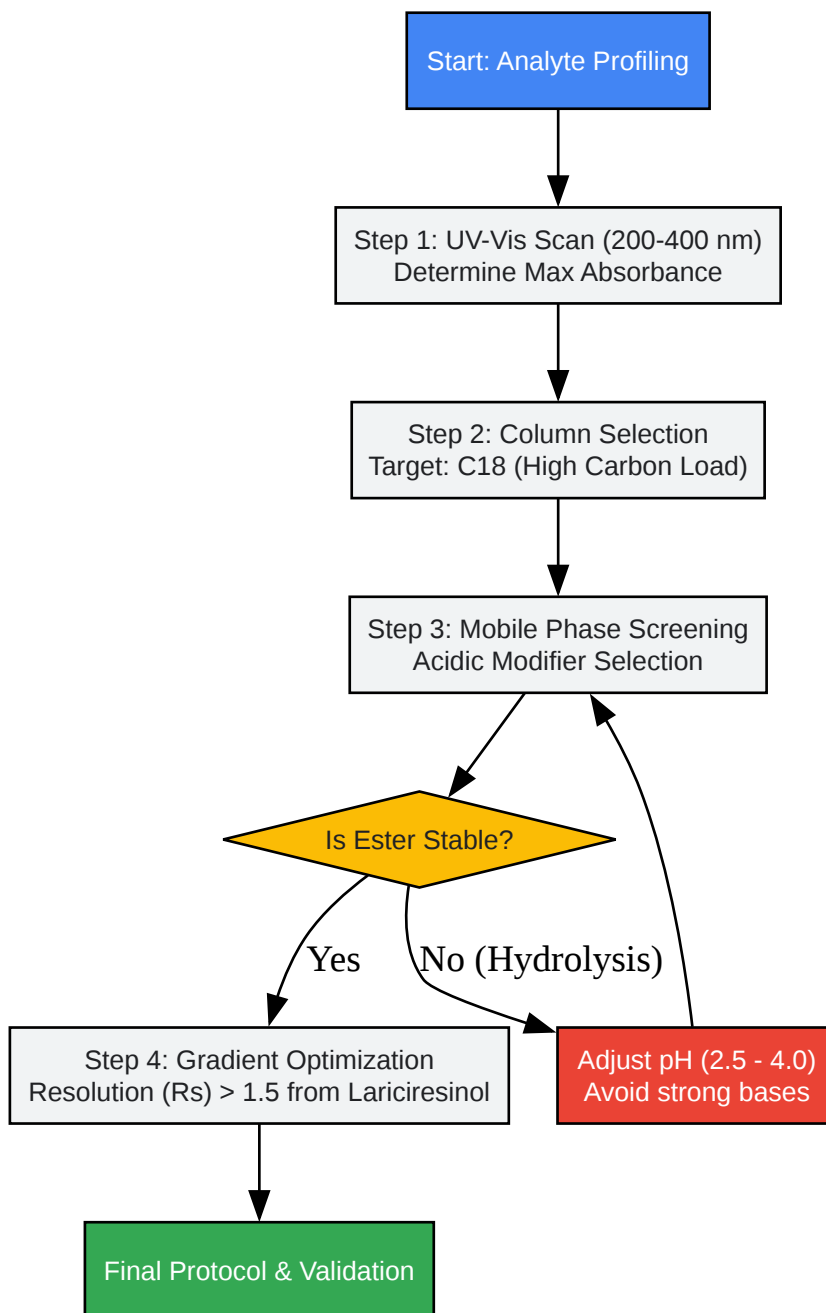 Start: Analyte Profiling
Step 1: UV-Vis Scan (200-400 nm)
Determine Max Absorbance
Step 2: Column Selection
Target: C18 (High Carbon Load)
Step 3: Mobile Phase Screening
Acidic Modifier Selection
Is Ester Stable?
Yes
No (Hydrolysis)
Step 4: Gradient Optimization
Resolution (Rs) > 1.5 from Lariciresinol
Adjust pH (2.5 - 4.0)
Avoid strong bases
Final Protocol & Validation